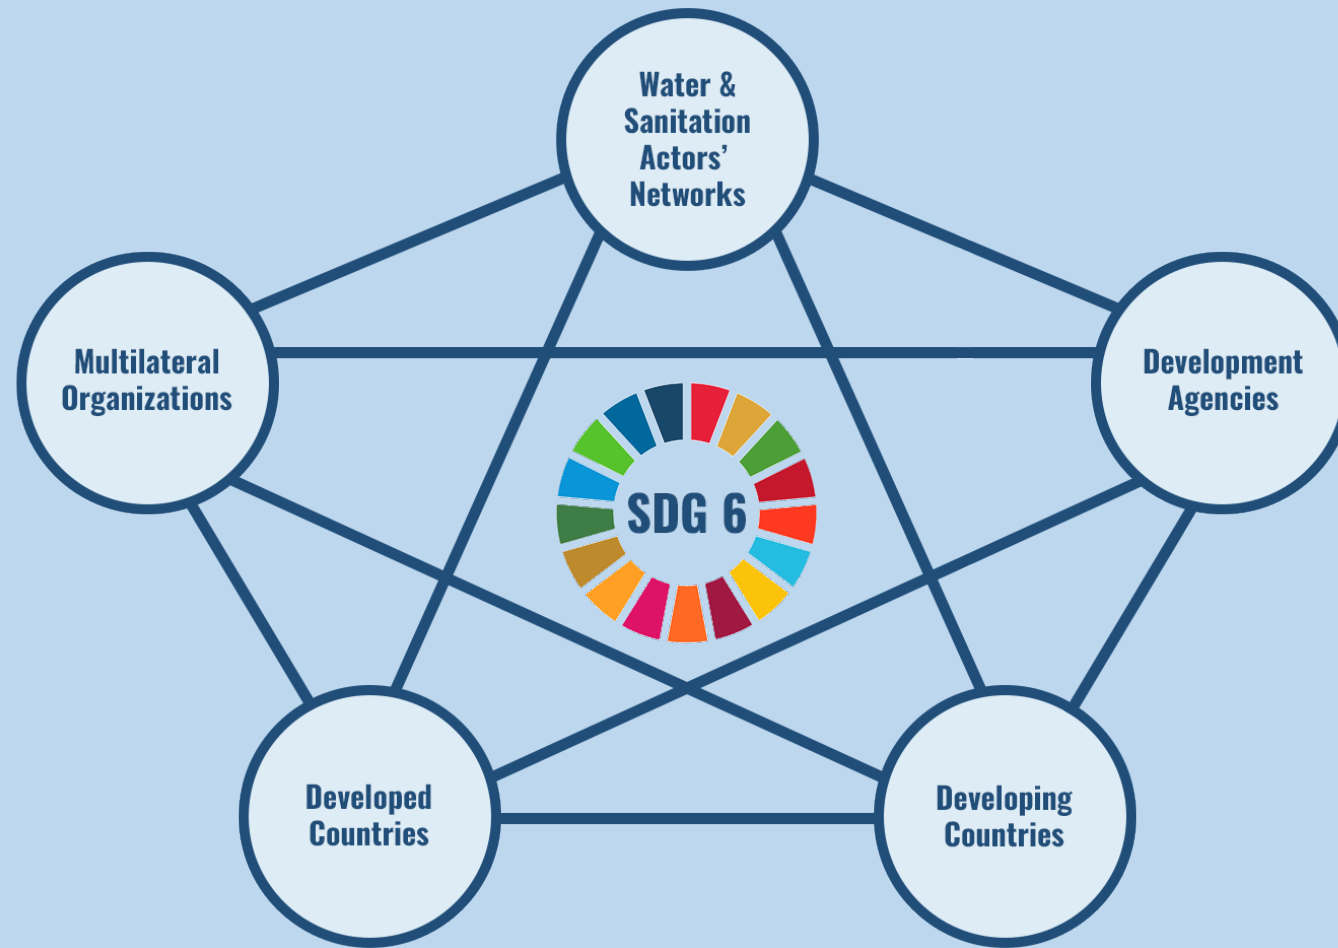 Water &
Sanitation
Actors’
Networks
Multilateral
Organizations
Development
Agencies
SDG 6
Developed
Countries
Developing
Countries